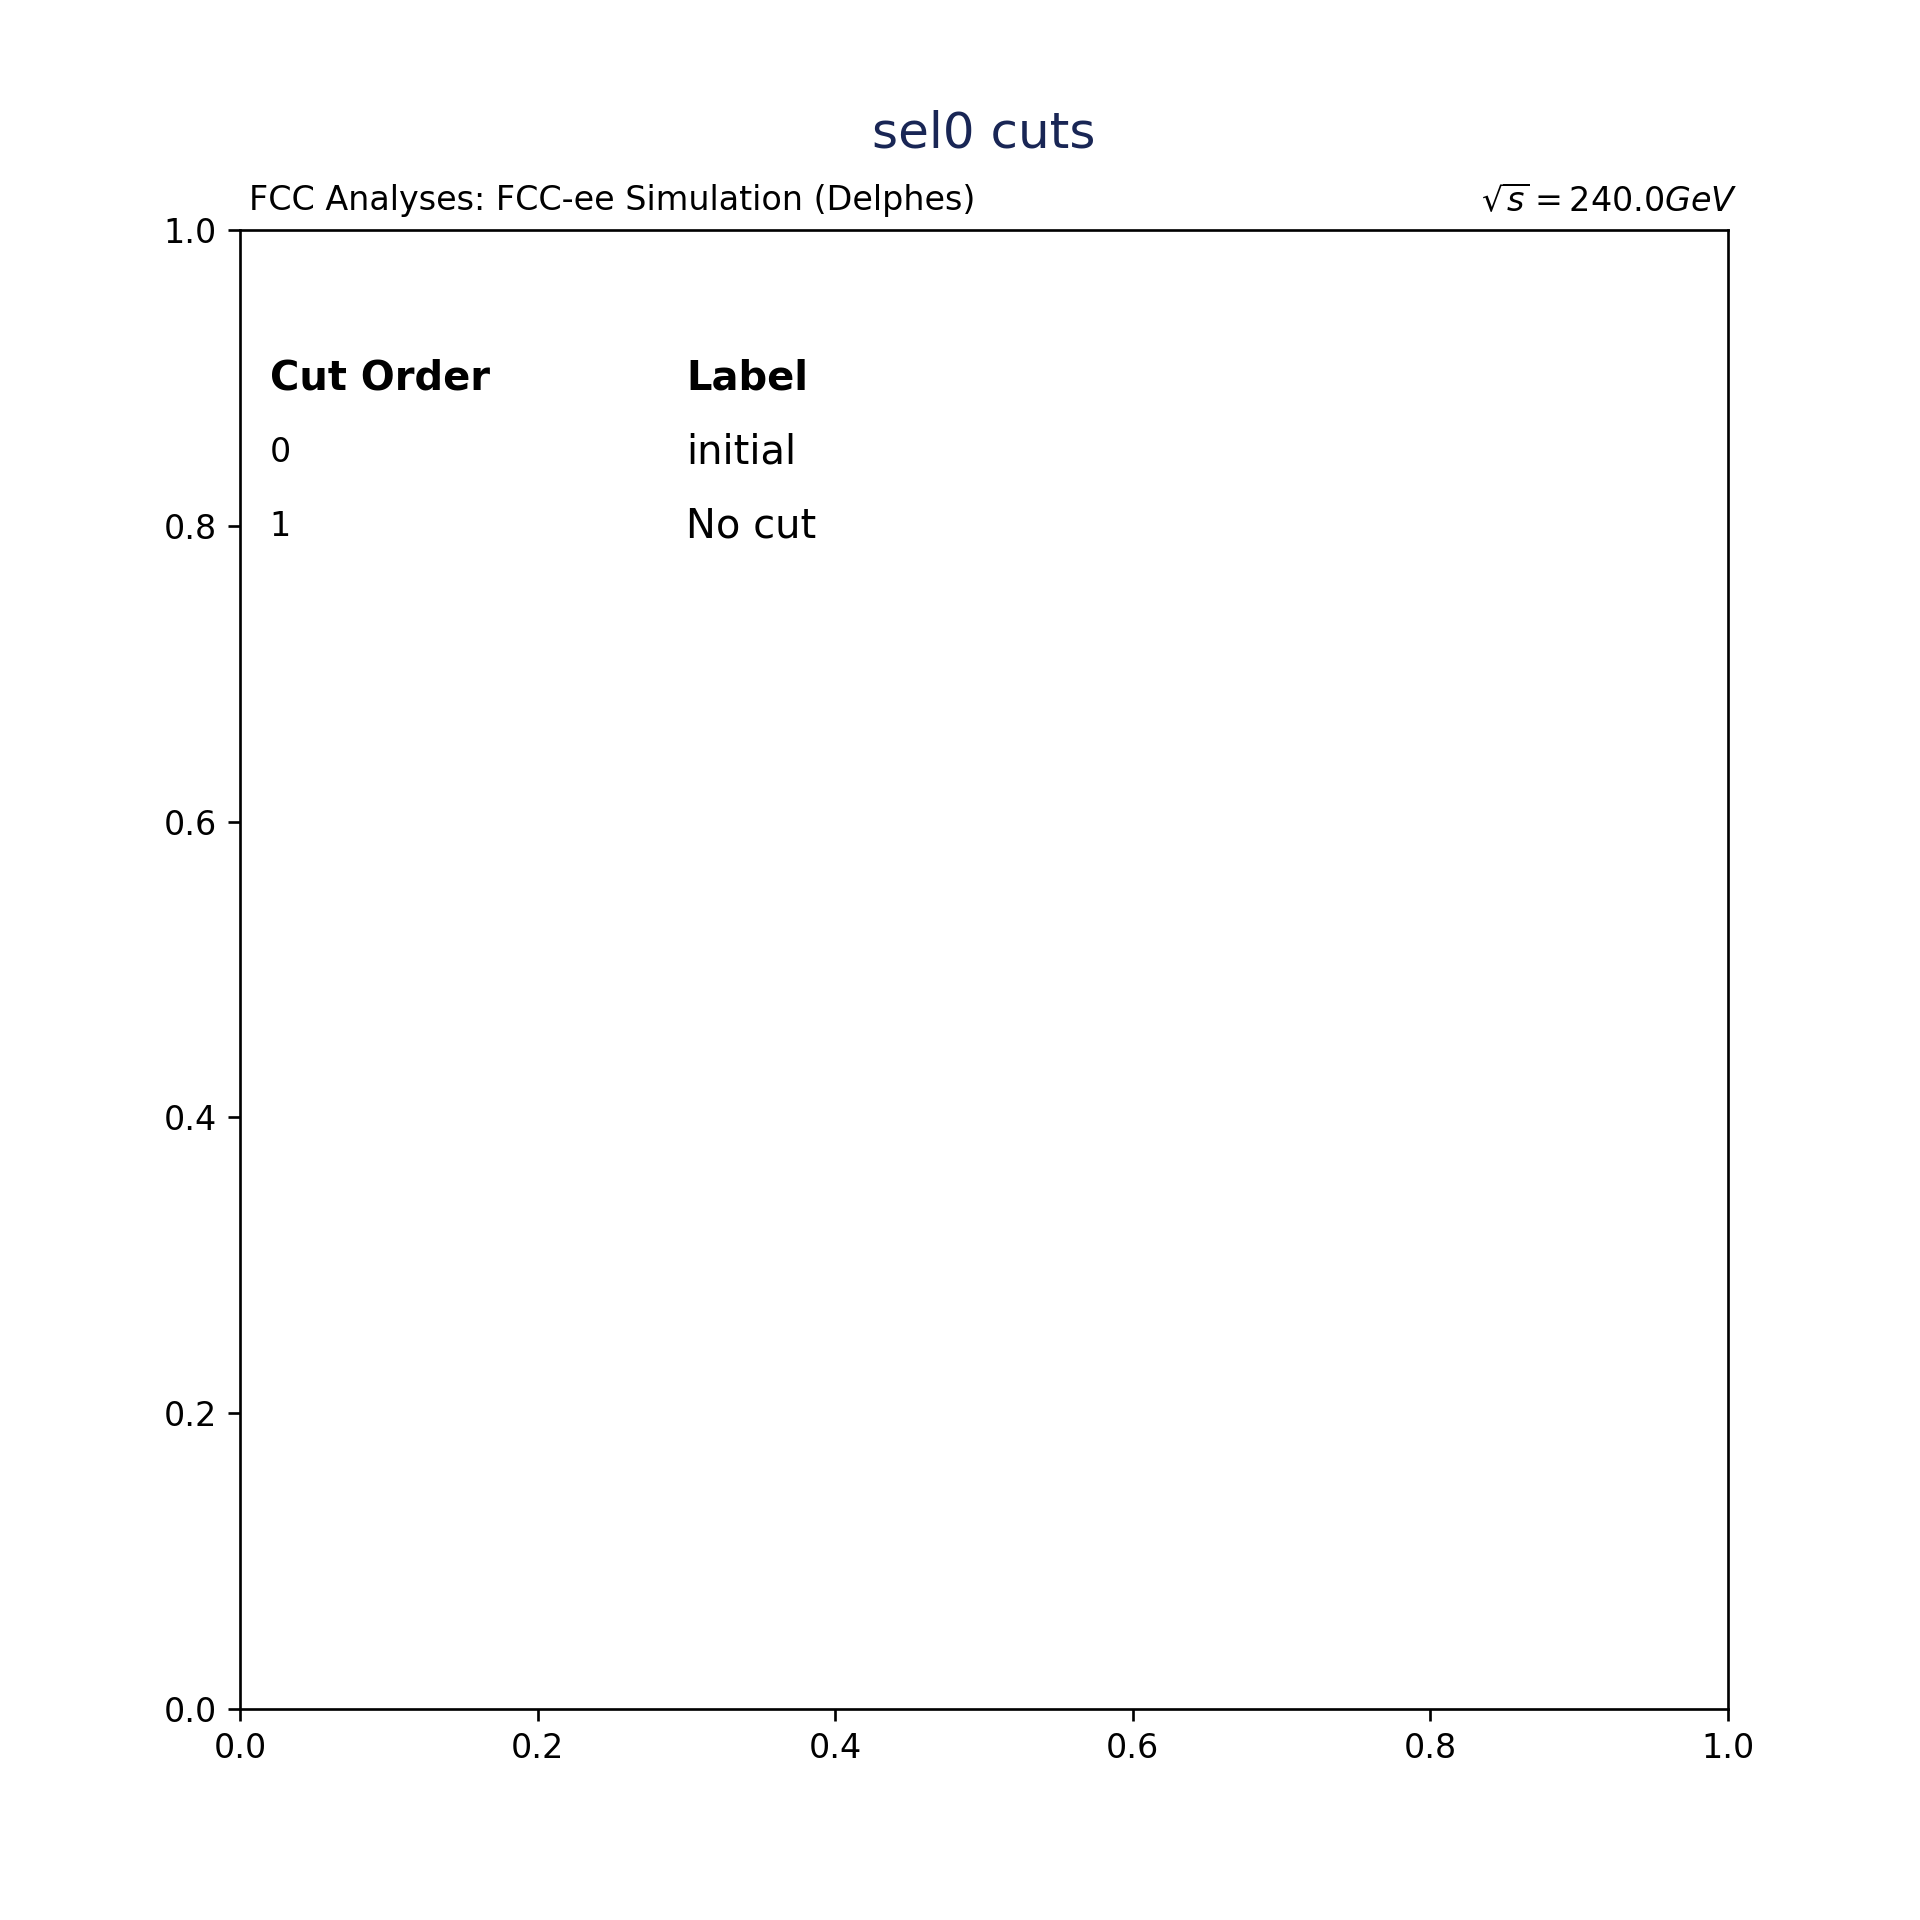 sel0 cuts
FCC Analyses: FCC-ee Simulation (Delphes) √s = 240.0GeV
1.0
Cut Order Label
0 initial
1 No cut
0.8
0.6
0.4
0.2
0.0
0.0 0.2 0.4 0.6 0.8 1.0